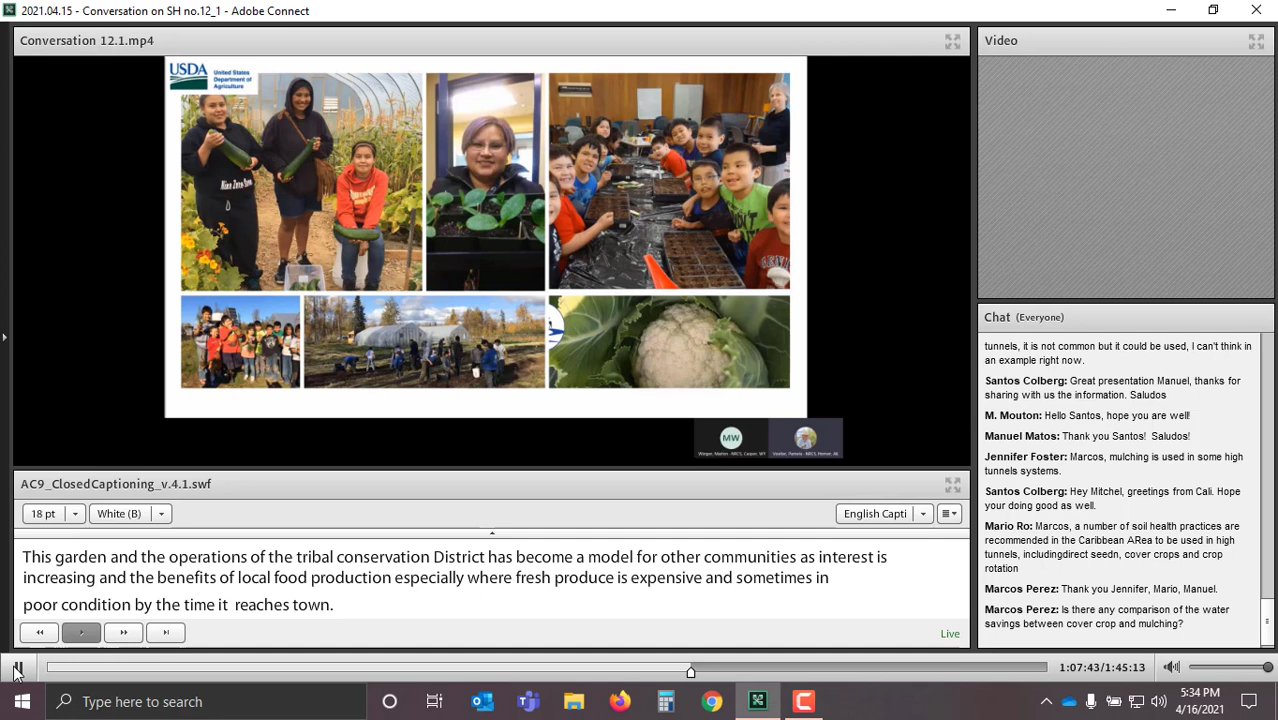 2021.04.15 - Conversation on SH no.12_1 - Adobe Connect
Conversation 12.1.mp4
USDA
United States
Department of
Agriculture
MW
AC9_ClosedCaptioning_v.4.1.swf
18 pt
White (B)
English Capti
This garden and the operations of the tribal conservation District has become a model for other communities as interest is
increasing and the benefits of local food production especially where fresh produce is expensive and sometimes in
poor condition by the time it reaches town.
Live
Video
Chat (Everyone)
tunnels, it is not common but it could be used, I can't think in
an example right now.
Santos Colberg: Great presentation Manuel, thanks for
sharing with us the information. Saludos
M. Mouton: Hello Santos, hope you are well!
Manuel Matos: Thank you Santos! Saludos!
Jennifer Foster: Marcos, mulching is used in some high
tunnels systems.
Santos Colberg: Hey Mitchel, greetings from Cali. Hope
your doing good as well.
Mario Ro: Marcos, a number of soil health practices are
recommended in the Caribbean ARea to be used in high
tunnels, includingdirect seedn, cover crops and crop
rotation
Marcos Perez: Thank you Jennifer, Mario, Manuel.
Marcos Perez: Is there any comparison of the water
savings between cover crop and mulching?
1:07:43/1:45:13
Type here to search
5:34 PM
4/16/2021